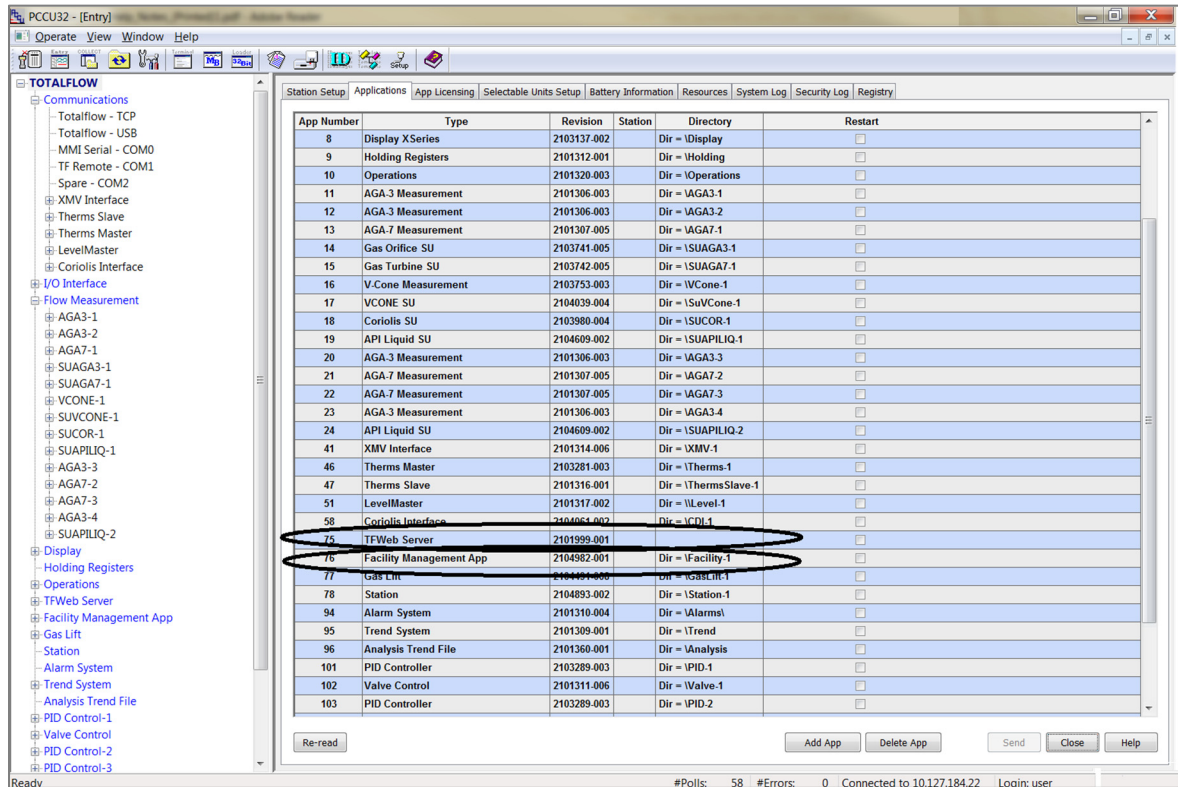 PCCU32 - [Entry]
Operate View Window Help
TOTALFLOW
Communications
Totalflow - TCP
Totalflow - USB
MMI Serial - COM0
TF Remote - COM1
Spare - COM2
XMV Interface
Therms Slave
Therms Master
LevelMaster
Coriolis Interface
I/O Interface
Flow Measurement
AGA3-1
AGA3-2
AGA7-1
SUAGA3-1
SUAGA7-1
VCONE-1
SUVCONE-1
SUCOR-1
SUAPILIQ-1
AGA3-3
AGA7-2
AGA7-3
AGA3-4
SUAPILIQ-2
Display
Holding Registers
Operations
TFWeb Server
Facility Management App
Gas Lift
Station
Alarm System
Trend System
Analysis Trend File
PID Control-1
Valve Control
PID Control-2
PID Control-3
Station Setup Applications App Licensing Selectable Units Setup Battery Information Resources System Log Security Log Registry
App Number Type Revision Station Directory Restart
8 Display XSeries 2103137-002 Dir = \Display
9 Holding Registers 2101312-001 Dir = \Holding
10 Operations 2101320-003 Dir = \Operations
11 AGA-3 Measurement 2101306-003 Dir = \AGA3-1
12 AGA-3 Measurement 2101306-003 Dir = \AGA3-2
13 AGA-7 Measurement 2101307-005 Dir = \AGA7-1
14 Gas Orifice SU 2103741-005 Dir = \SUAGA3-1
15 Gas Turbine SU 2103742-005 Dir = \SUAGA7-1
16 V-Cone Measurement 2103753-003 Dir = \VCone-1
17 VCONE SU 2104039-004 Dir = \SuVCone-1
18 Coriolis SU 2103980-004 Dir = \SUCOR-1
19 API Liquid SU 2104609-002 Dir = \SUAPILIQ-1
20 AGA-3 Measurement 2101306-003 Dir = \AGA3-3
21 AGA-7 Measurement 2101307-005 Dir = \AGA7-2
22 AGA-7 Measurement 2101307-005 Dir = \AGA7-3
23 AGA-3 Measurement 2101306-003 Dir = \AGA3-4
24 API Liquid SU 2104609-002 Dir = \SUAPILIQ-2
41 XMV Interface 2101314-006 Dir = \XMV-1
46 Therms Master 2103281-003 Dir = \Therms-1
47 Therms Slave 2101316-001 Dir = \ThermsSlave-1
51 LevelMaster 2101317-002 Dir = \\Level-1
58 Coriolis Interface 2104061-002 Dir = \CDI-1
75 TFWeb Server 2101999-001
76 Facility Management App 2104982-001 Dir = \Facility-1
77 Gas Lift Dir = \GasLift-1
78 Station 2104893-002 Dir = \Station-1
94 Alarm System 2101310-004 Dir = \Alarms\
95 Trend System 2101309-001 Dir = \Trend
96 Analysis Trend File 2101360-001 Dir = \Analysis
101 PID Controller 2103289-003 Dir = \PID-1
102 Valve Control 2101311-006 Dir = \Valve-1
103 PID Controller 2103289-003 Dir = \PID-2
Re-read Add App Delete App Send Close Help
Ready #Polls: 58 #Errors: 0 Connected to 10.127.184.22 Login: user